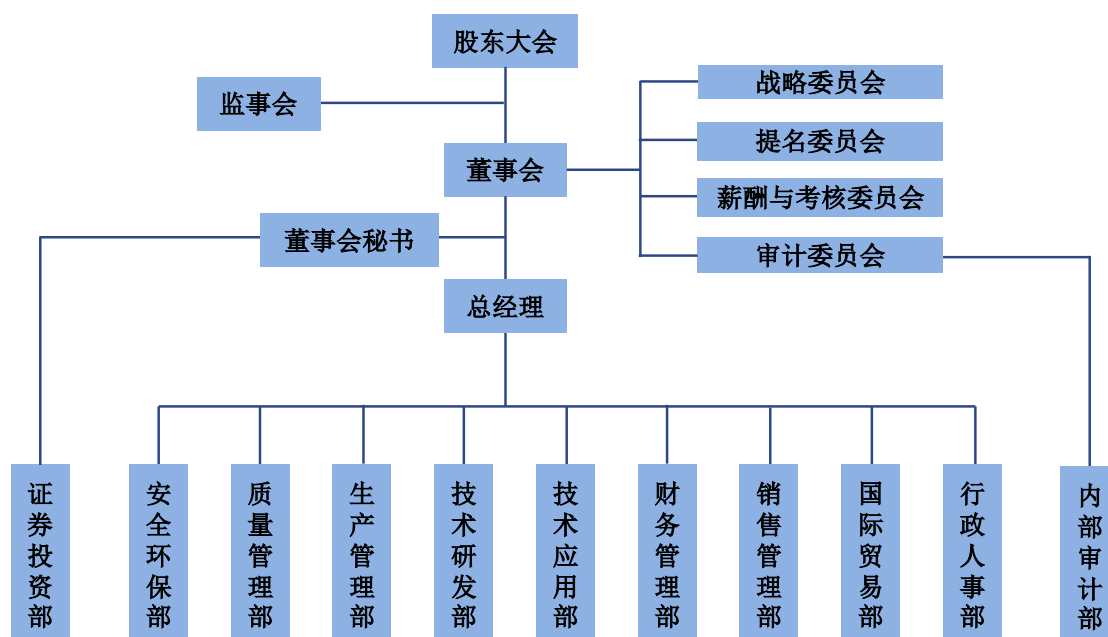 股东大会
监事会
战略委员会
提名委员会
董事会
薪酬与考核委员会
董事会秘书
审计委员会
总经理
证券投资部
安全环保部
质量管理部
生产管理部
技术研发部
技术应用部
财务管理部
销售管理部
国际贸易部
行政人事部
内部审计部